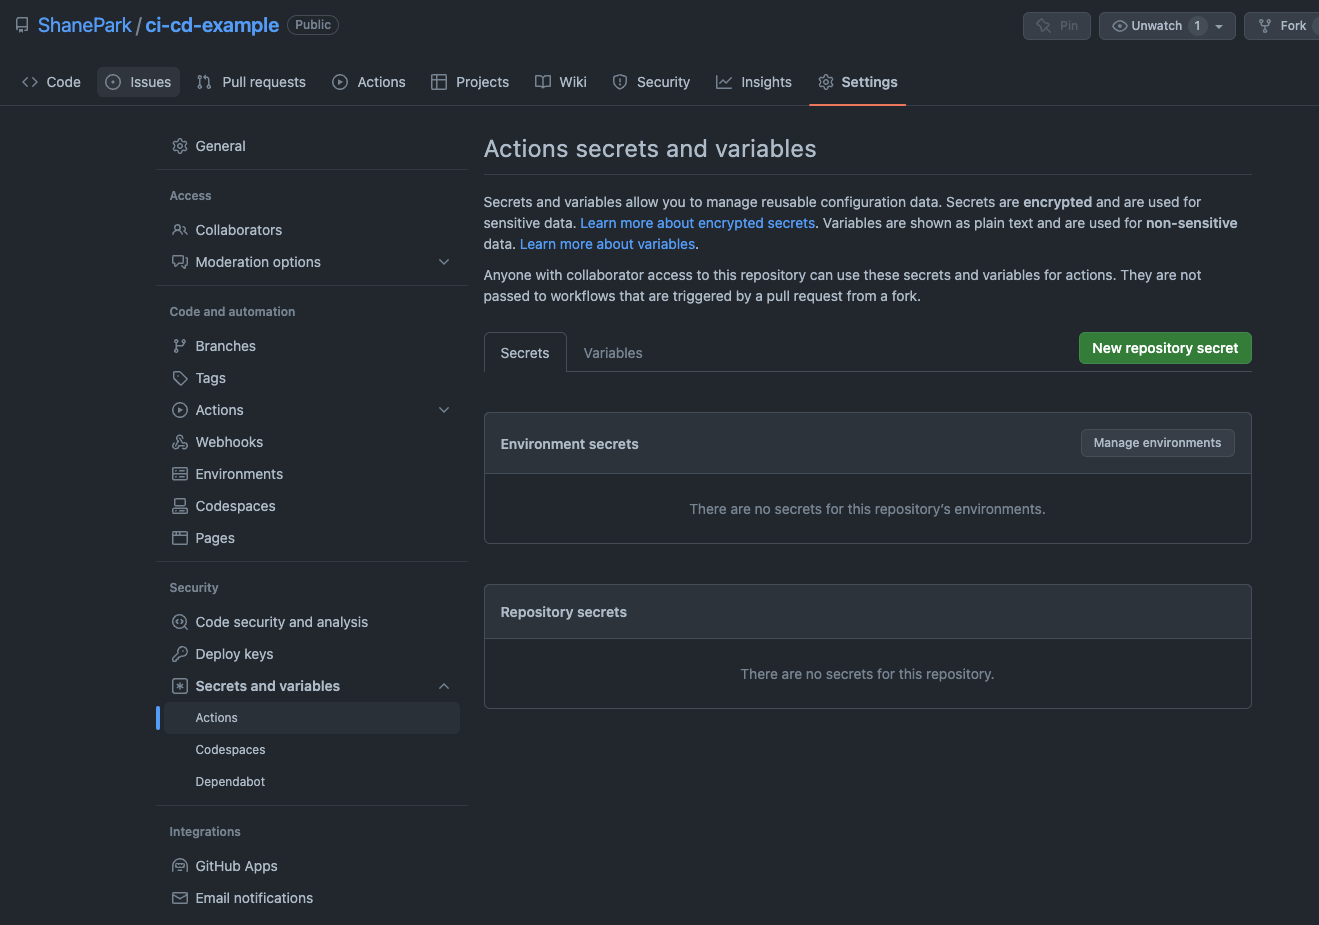 ShanePark / ci-cd-example Public
Pin
Unwatch 1
Fork
Code
Issues
Pull requests
Actions
Projects
Wiki
Security
Insights
Settings
General
Access
Collaborators
Moderation options
Code and automation
Branches
Tags
Actions
Webhooks
Environments
Codespaces
Pages
Security
Code security and analysis
Deploy keys
Secrets and variables
Actions
Codespaces
Dependabot
Integrations
GitHub Apps
Email notifications
Actions secrets and variables
Secrets and variables allow you to manage reusable configuration data. Secrets are encrypted and are used for
sensitive data. Learn more about encrypted secrets. Variables are shown as plain text and are used for non-sensitive
data. Learn more about variables.
Anyone with collaborator access to this repository can use these secrets and variables for actions. They are not
passed to workflows that are triggered by a pull request from a fork.
Secrets
Variables
New repository secret
Environment secrets
Manage environments
There are no secrets for this repository’s environments.
Repository secrets
There are no secrets for this repository.